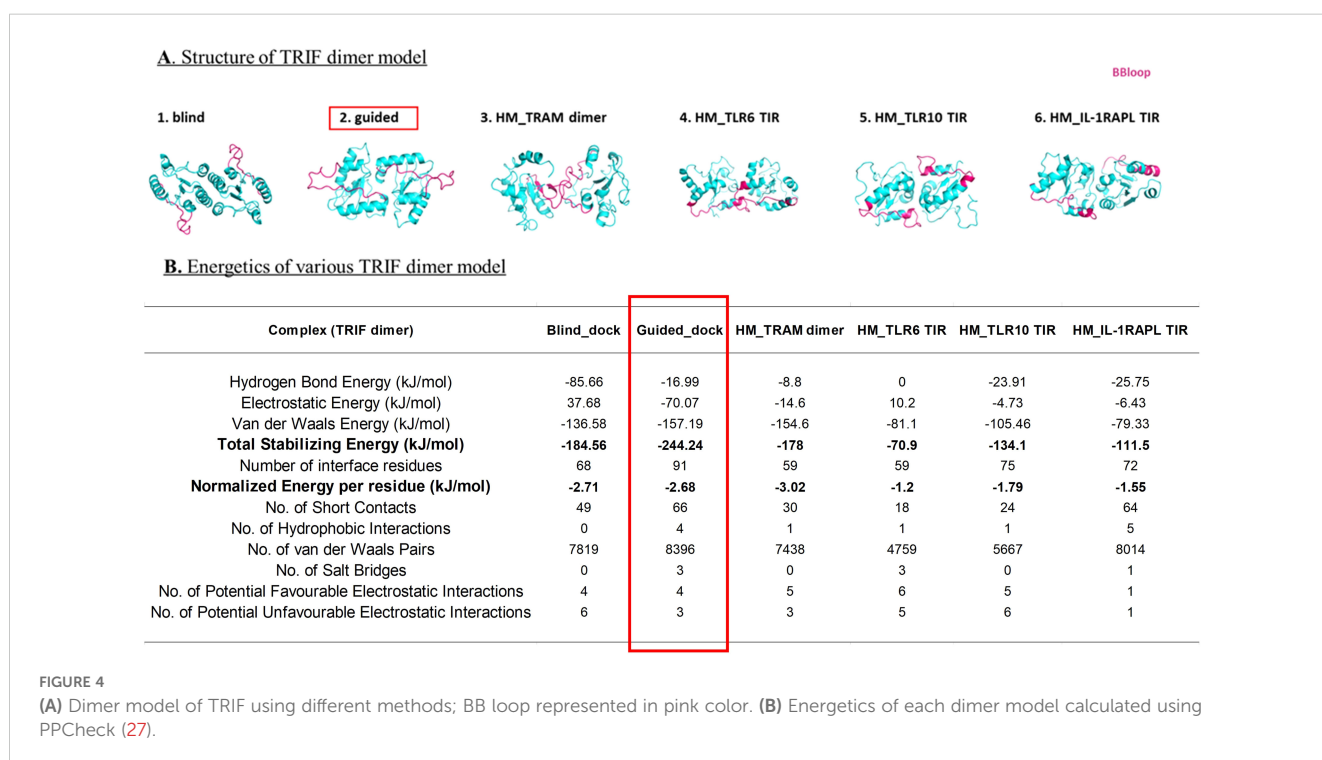 A. Structure of TRIF dimer model
BBloop
1. blind
2. guided
3. HM_TRAM dimer
4. HM_TLR6 TIR
5. HM_TLR10 TIR
6. HM_IL-1RAPL TIR
B. Energetics of various TRIF dimer model
Complex (TRIF dimer) Blind_dock Guided_dock HM_TRAM dimer HM_TLR6 TIR HM_TLR10 TIR HM_IL-1RAPL TIR
Hydrogen Bond Energy (kJ/mol) -85.66 -16.99 -8.8 0 -23.91 -25.75
Electrostatic Energy (kJ/mol) 37.68 -70.07 -14.6 10.2 -4.73 -6.43
Van der Waals Energy (kJ/mol) -136.58 -157.19 -154.6 -81.1 -105.46 -79.33
Total Stabilizing Energy (kJ/mol) -184.56 -244.24 -178 -70.9 -134.1 -111.5
Number of interface residues 68 91 59 59 75 72
Normalized Energy per residue (kJ/mol) -2.71 -2.68 -3.02 -1.2 -1.79 -1.55
No. of Short Contacts 49 66 30 18 24 64
No. of Hydrophobic Interactions 0 4 1 1 1 5
No. of van der Waals Pairs 7819 8396 7438 4759 5667 8014
No. of Salt Bridges 0 3 0 3 0 1
No. of Potential Favourable Electrostatic Interactions 4 4 5 6 5 1
No. of Potential Unfavourable Electrostatic Interactions 6 3 3 5 6 1
FIGURE 4
(A) Dimer model of TRIF using different methods; BB loop represented in pink color. (B) Energetics of each dimer model calculated using
PPCheck (27).